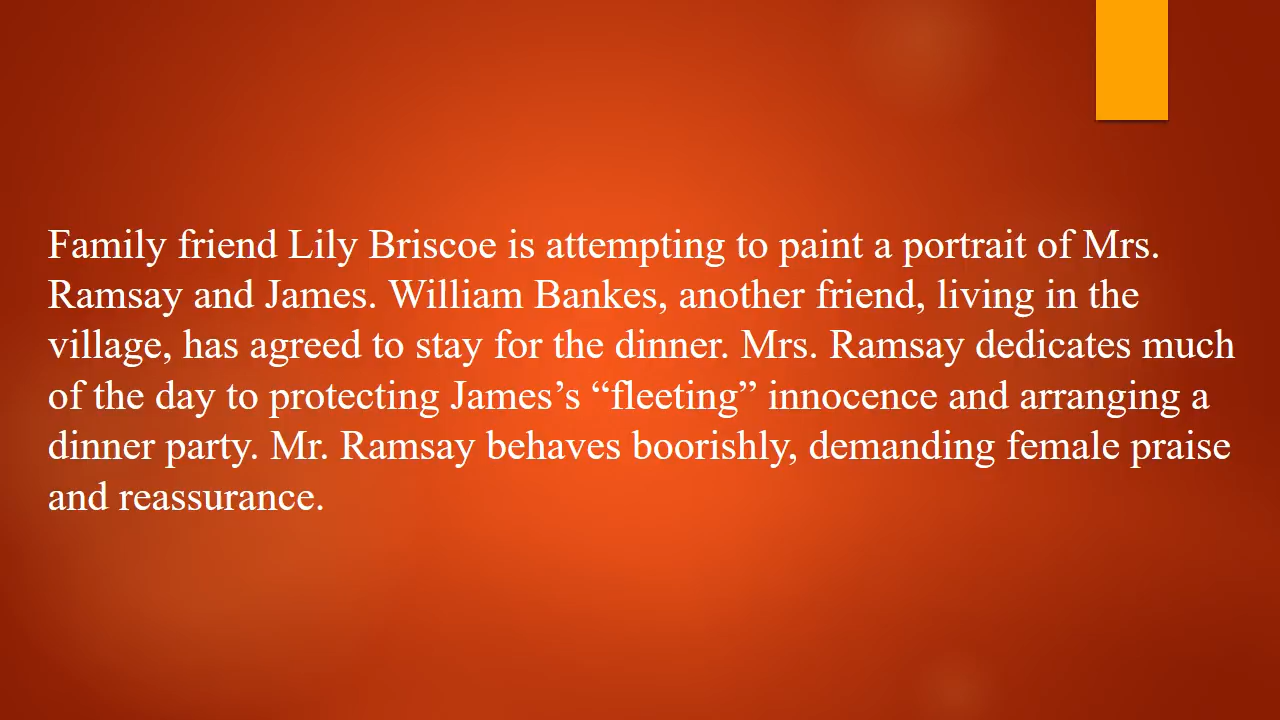 Family friend Lily Briscoe is attempting to paint a portrait of Mrs.
Ramsay and James. William Bankes, another friend, living in the
village, has agreed to stay for the dinner. Mrs. Ramsay dedicates much
of the day to protecting James’s “fleeting” innocence and arranging a
dinner party. Mr. Ramsay behaves boorishly, demanding female praise
and reassurance.